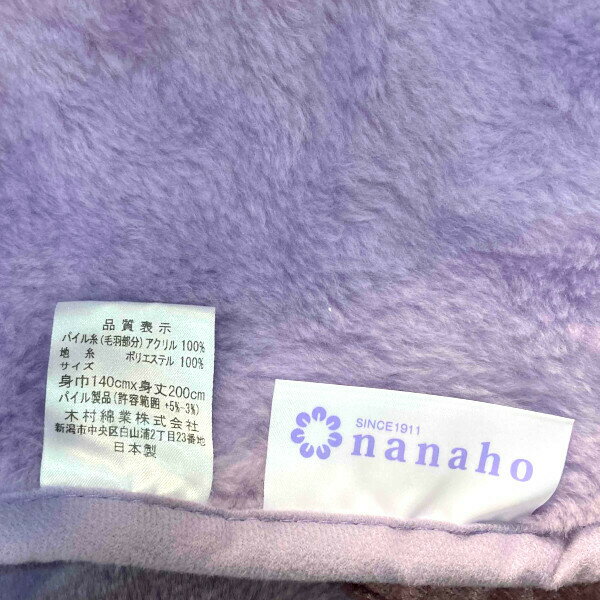 品質表示
パイル糸(毛羽部分)アクリル 100%
地　糸　ポリエステル 100%
サイズ
身巾140cm×身丈200cm
パイル製品(許容範囲 +5%-3%)
木村綿業株式会社
新潟市中央区白山浦2丁目23番地
日本製
SINCE1911
nanaho